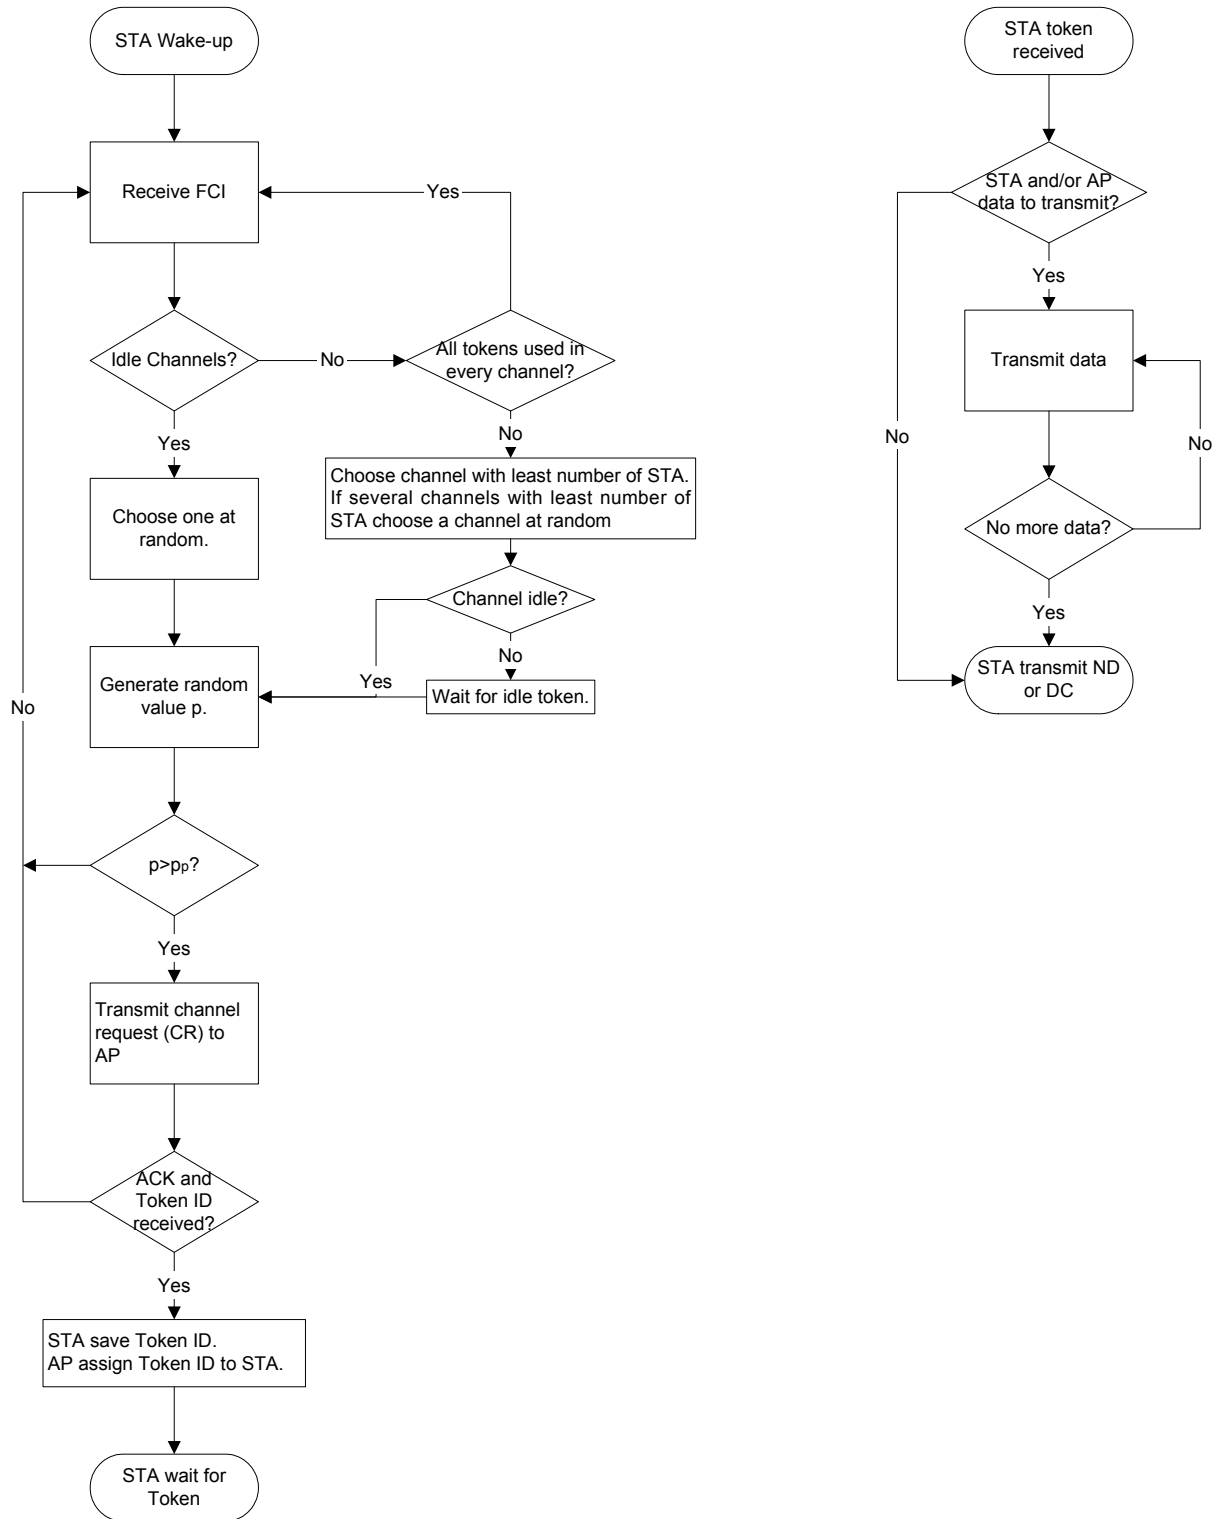 STA Wake-up
Receive FCI
Yes
Idle Channels?
No
All tokens used in
every channel?
Yes
No
Choose one at
random.
Choose channel with least number of STA.
If several channels with least number of
STA choose a channel at random
Channel idle?
No
Yes
Wait for idle token.
Generate random
value p.
No
p>pp?
Yes
Transmit channel
request (CR) to
AP
ACK and
Token ID
received?
Yes
STA save Token ID.
AP assign Token ID to STA.
STA wait for
Token
STA token
received
STA and/or AP
data to transmit?
Yes
Transmit data
No
No
No more data?
Yes
STA transmit ND
or DC